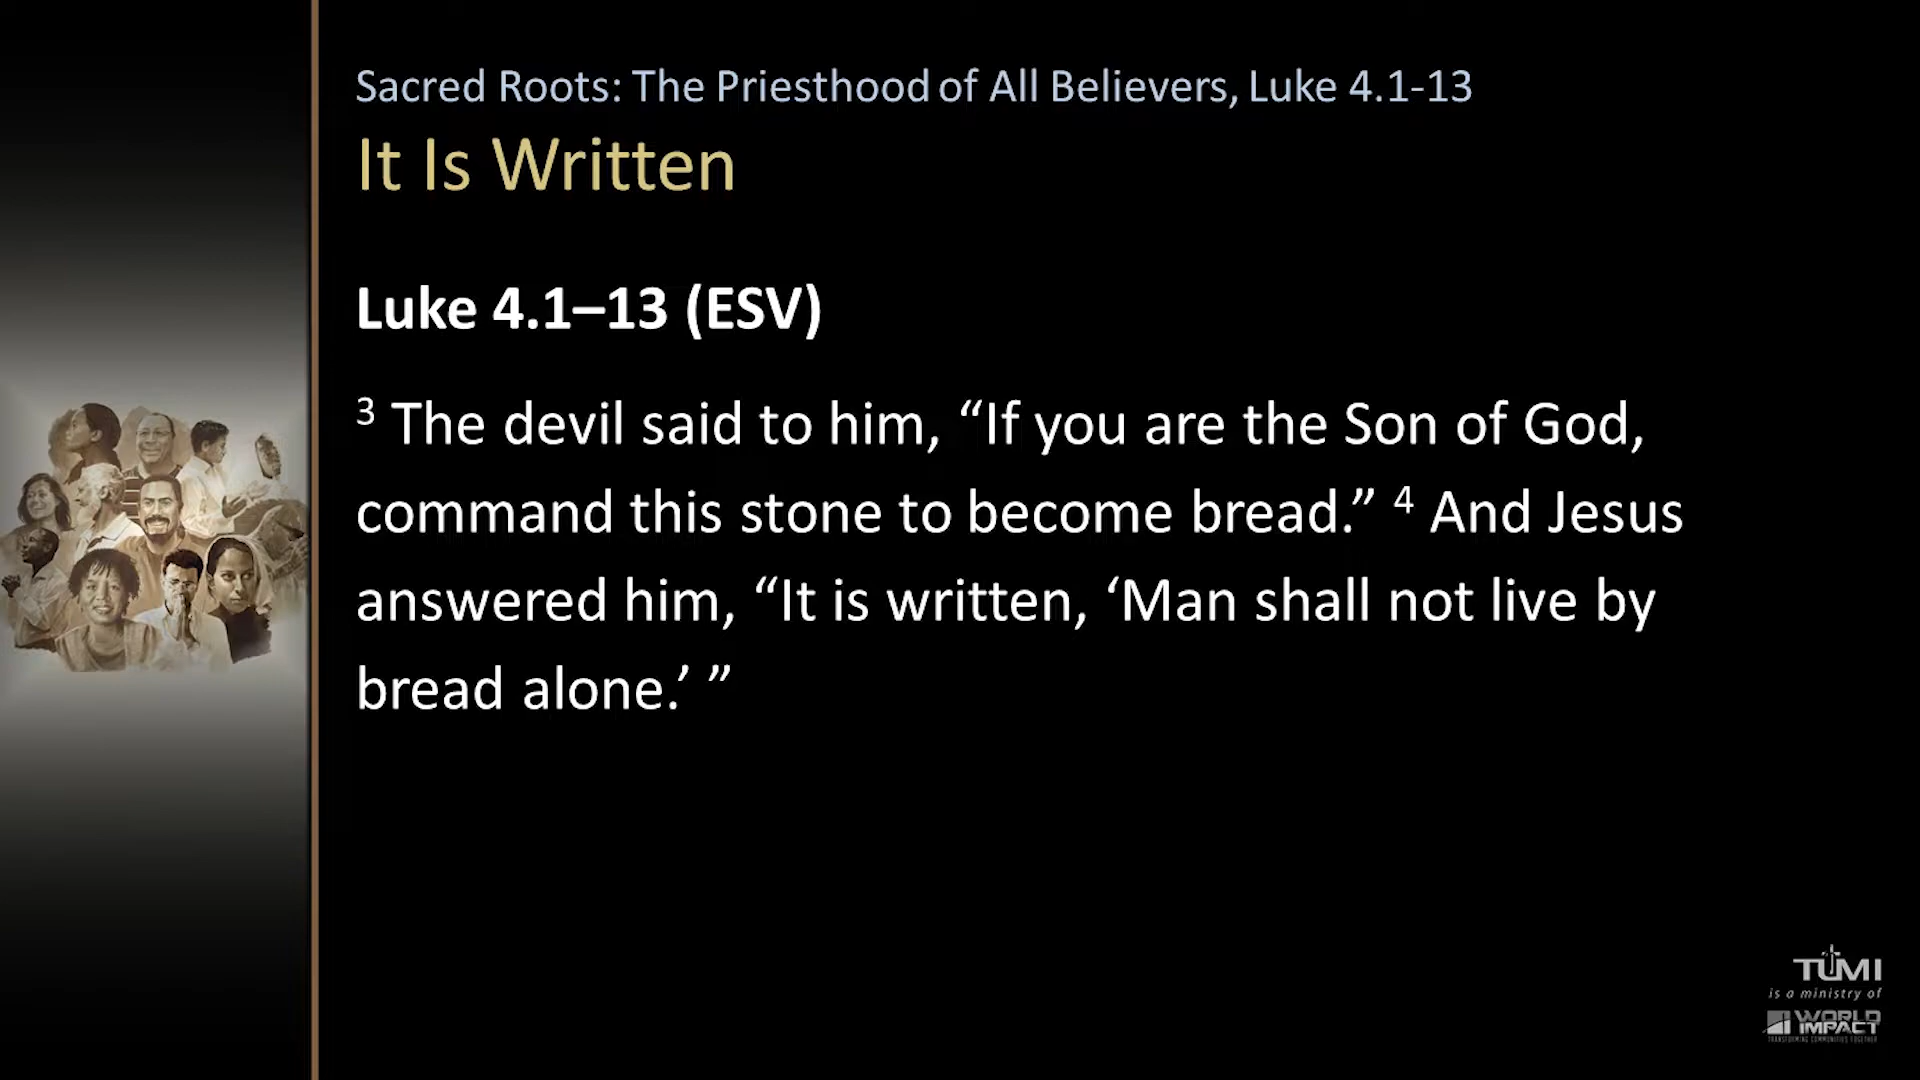 Sacred Roots: The Priesthood of All Believers, Luke 4.1-13
It Is Written
Luke 4.1–13 (ESV)
3 The devil said to him, “If you are the Son of God,
command this stone to become bread.” 4 And Jesus
answered him, “It is written, ‘Man shall not live by
bread alone.’ ”
TUMI
is a ministry of
WORLD
IMPACT
TRANSFORMING COMMUNITIES TOGETHER